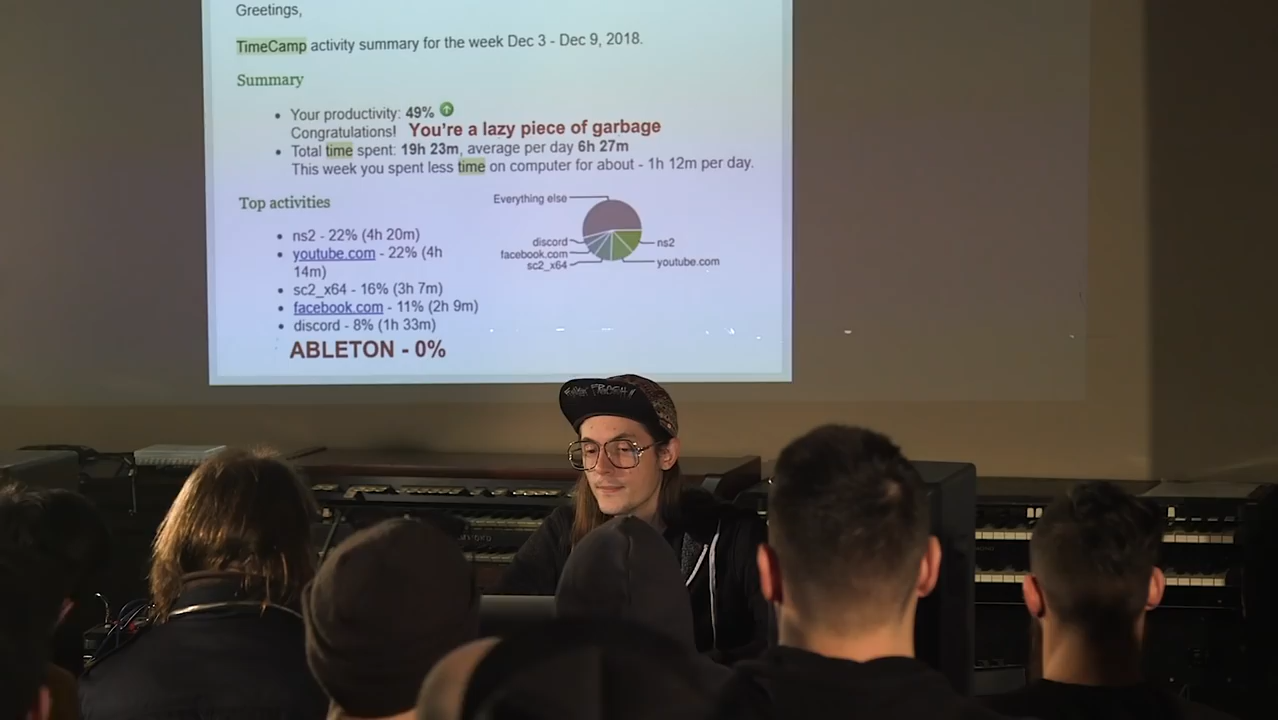 Greetings,
TimeCamp activity summary for the week Dec 3 - Dec 9, 2018.
Summary
Your productivity: 49%
Congratulations! You're a lazy piece of garbage
Total time spent: 19h 23m, average per day 6h 27m
This week you spent less time on computer for about - 1h 12m per day.
Top activities
ns2 - 22% (4h 20m)
youtube.com - 22% (4h
14m)
sc2_x64 - 16% (3h 7m)
facebook.com - 11% (2h 9m)
discord - 8% (1h 33m)
ABLETON - 0%
Everything else
discord
facebook.com
sc2_x64
ns2
youtube.com